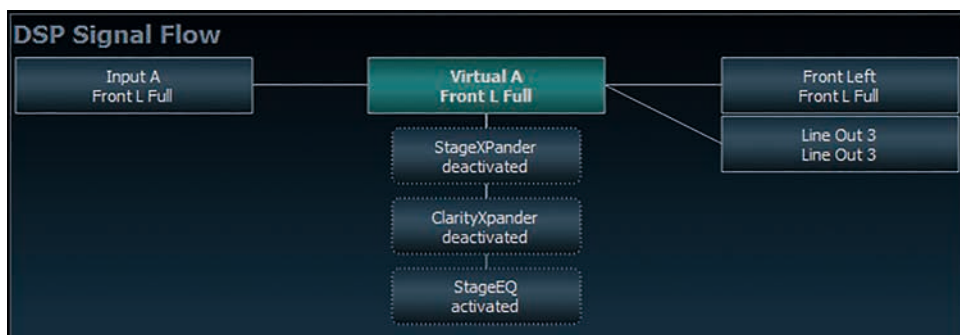 DSP Signal Flow
Input A
Front L Full
Virtual A
Front L Full
Front Left
Front L Full
Line Out 3
Line Out 3
StageXPander
deactivated
ClarityXpander
deactivated
StageEQ
activated